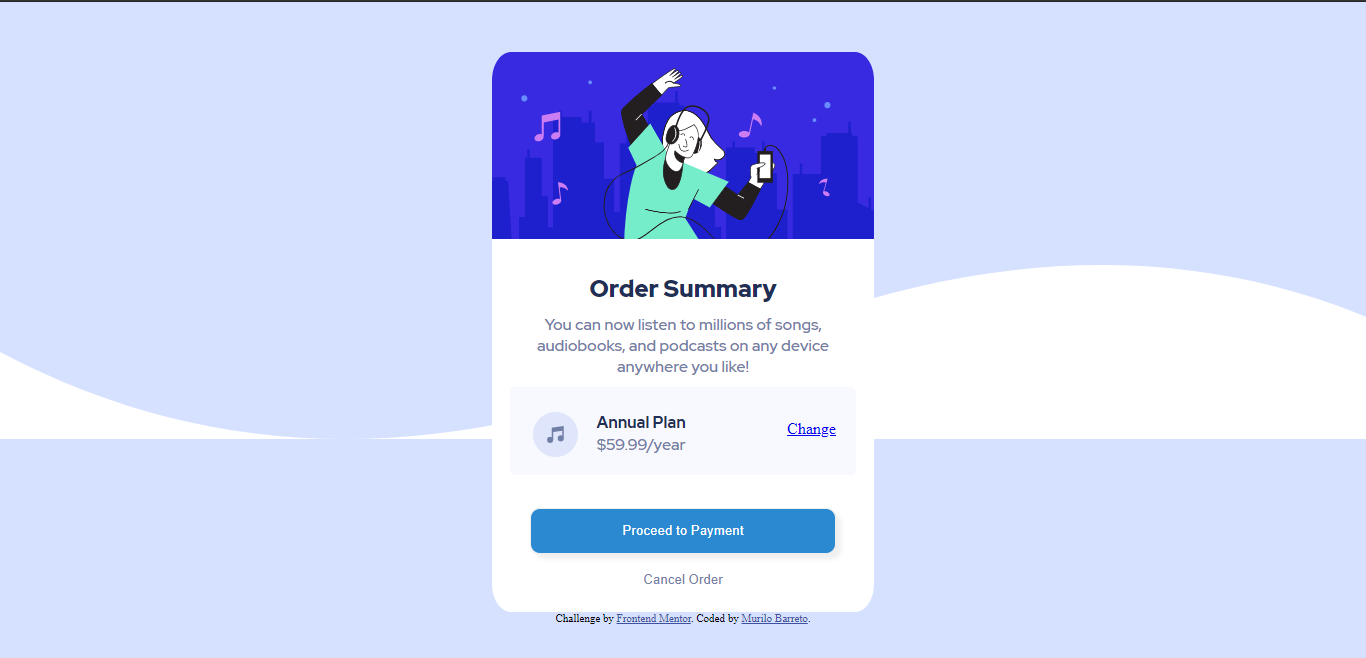 Order Summary
You can now listen to millions of songs,
audiobooks, and podcasts on any device
anywhere you like!
Annual Plan
$59.99/year
Change
Proceed to Payment
Cancel Order
Challenge by Frontend Mentor. Coded by Murilo Barreto.